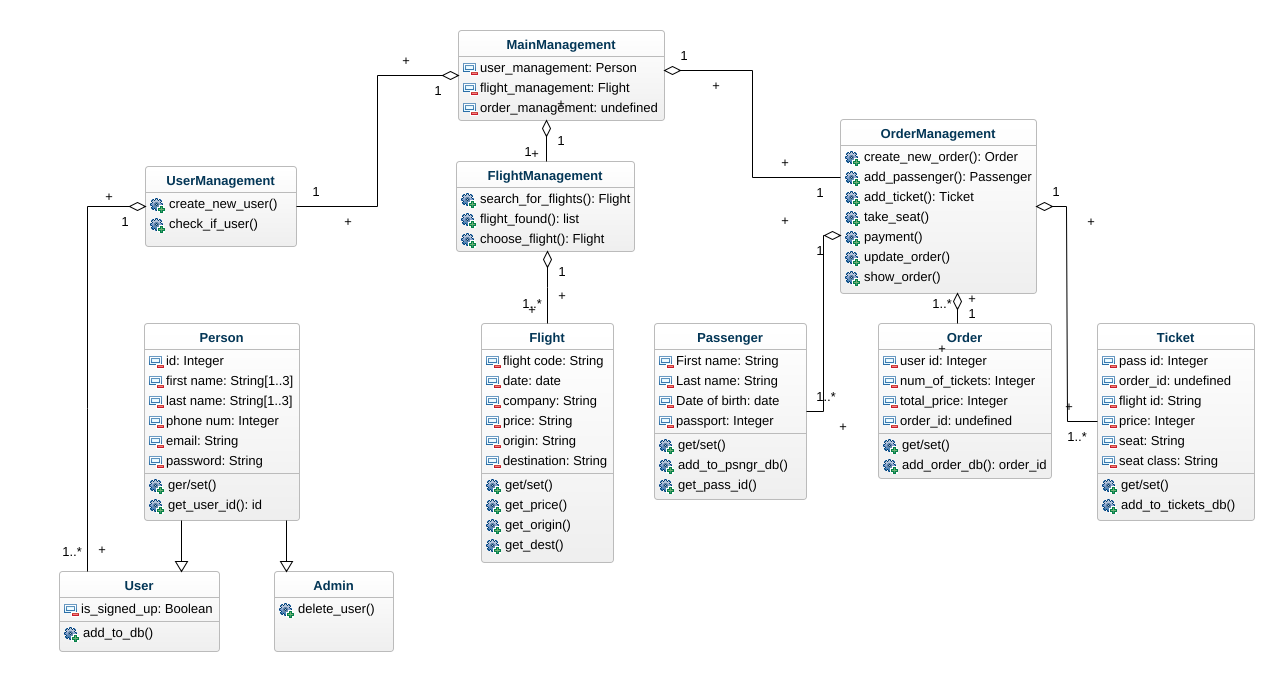 MainManagement
user_management: Person
flight_management: Flight
order_management: undefined
+
1
+
1
+
1
+
1
+
UserManagement
create_new_user()
check_if_user()
1
+
+
1
FlightManagement
search_for_flights(): Flight
flight_found(): list
choose_flight(): Flight
1
+
1..*
+
OrderManagement
create_new_order(): Order
add_passenger(): Passenger
add_ticket(): Ticket
take_seat()
payment()
update_order()
show_order()
+
1
+
1
1
+
1..*
+
1
Person
id: Integer
first name: String[1..3]
last name: String[1..3]
phone num: Integer
email: String
password: String
ger/set()
get_user_id(): id
Flight
flight code: String
date: date
company: String
price: String
origin: String
destination: String
get/set()
get_price()
get_origin()
get_dest()
Passenger
First name: String
Last name: String
Date of birth: date
passport: Integer
get/set()
add_to_psngr_db()
get_pass_id()
1..*
+
Order
+
user id: Integer
num_of_tickets: Integer
total_price: Integer
order_id: undefined
get/set()
add_order_db(): order_id
+
1..*
Ticket
pass id: Integer
order_id: undefined
flight id: String
price: Integer
seat: String
seat class: String
get/set()
add_to_tickets_db()
1..*
+
User
is_signed_up: Boolean
add_to_db()
Admin
delete_user()